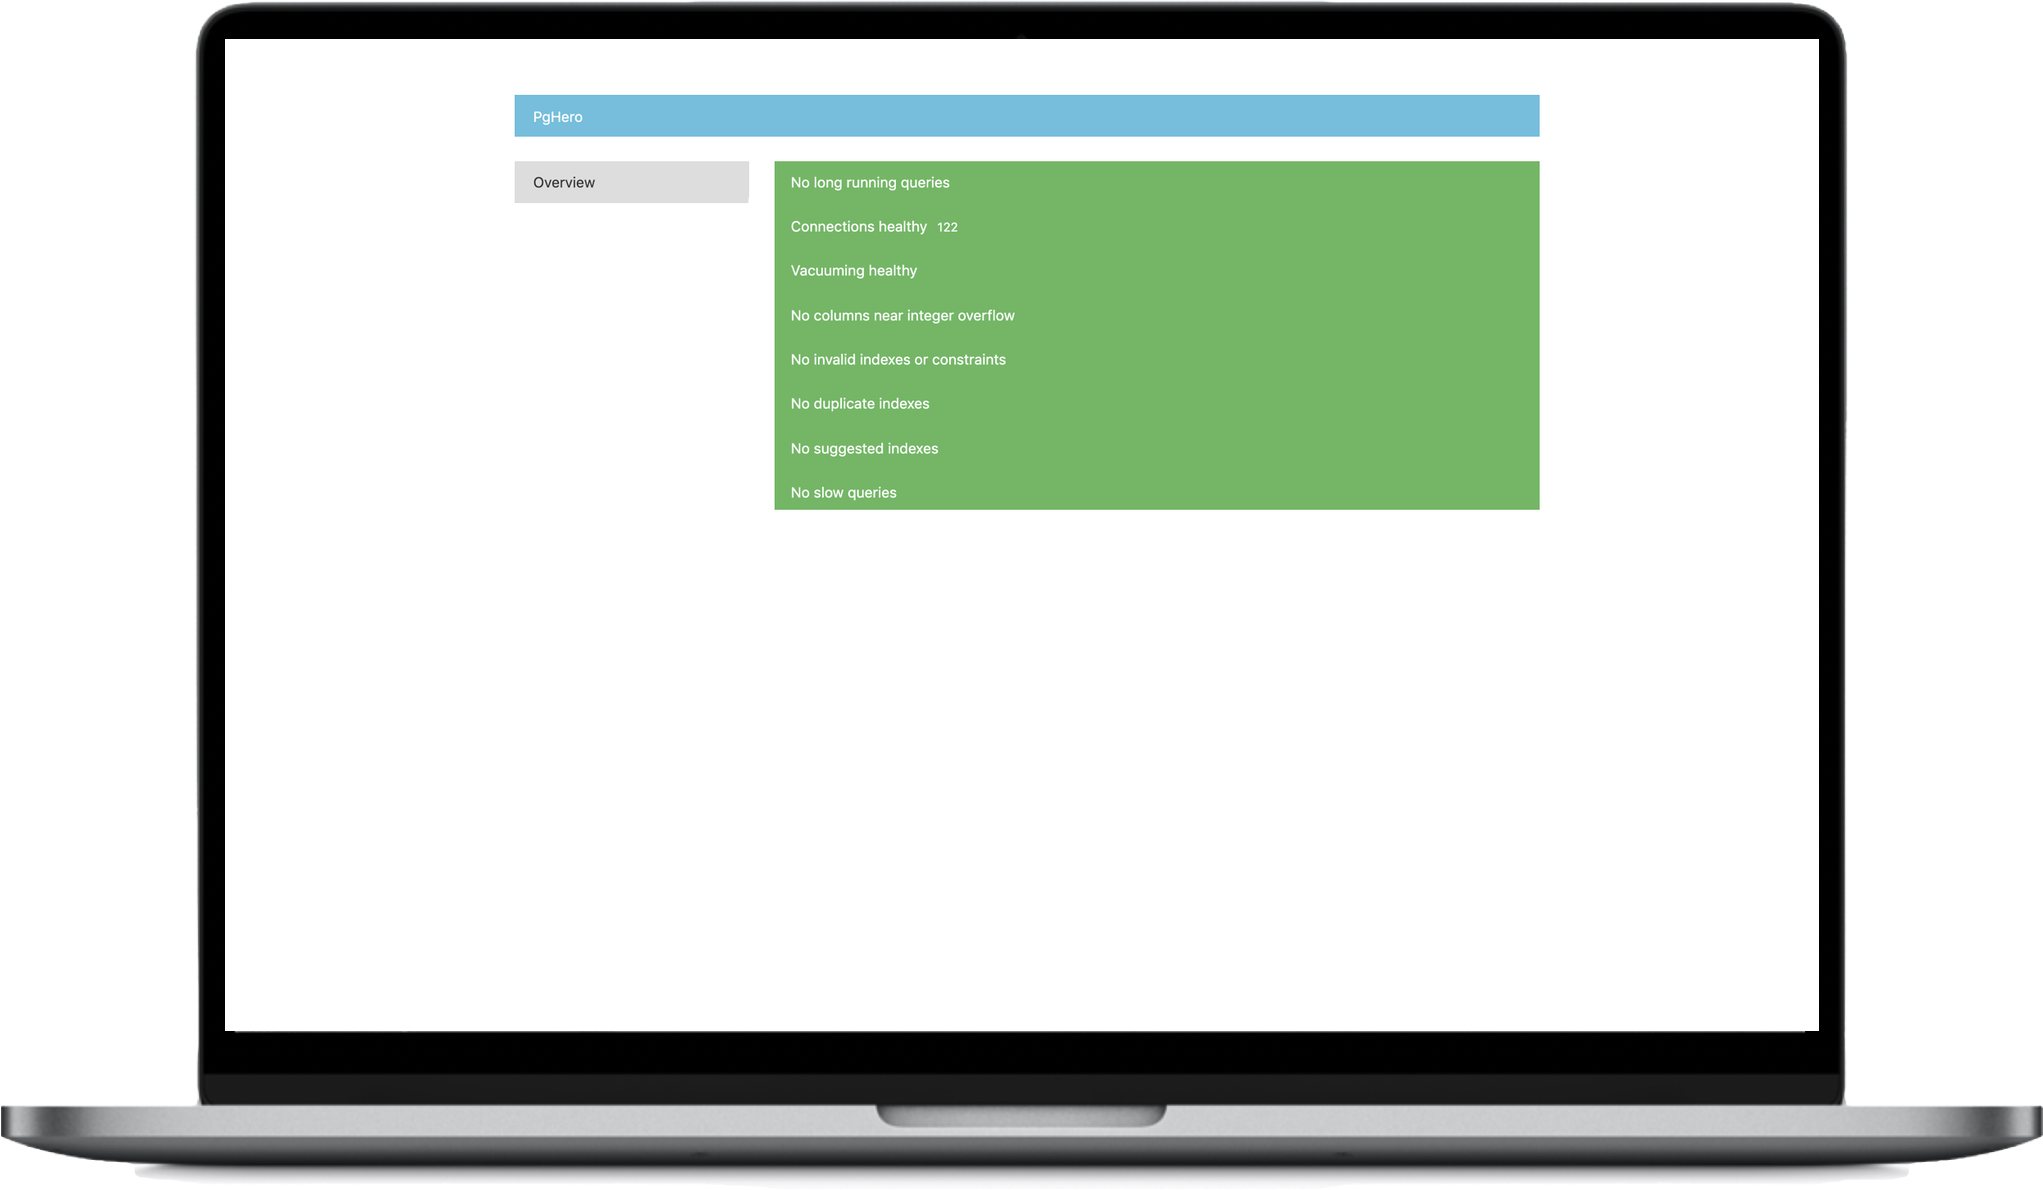 PgHero
Overview
No long running queries
Connections healthy 122
Vacuuming healthy
No columns near integer overflow
No invalid indexes or constraints
No duplicate indexes
No suggested indexes
No slow queries